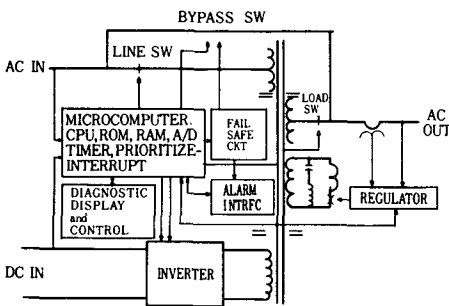 BYPASS SW
LINE SW
AC IN
LOAD
SW
MICROCOMPUTER.
CPU, ROM, RAM, A/D
TIMER, PRIORITIZE-
INTERRUPT
FAIL
SAFE
CKT
AC
OUT
DIAGNOSTIC
DISPLAY
and
CONTROL
ALARM
INTRFC
REGULATOR
DC IN
INVERTER